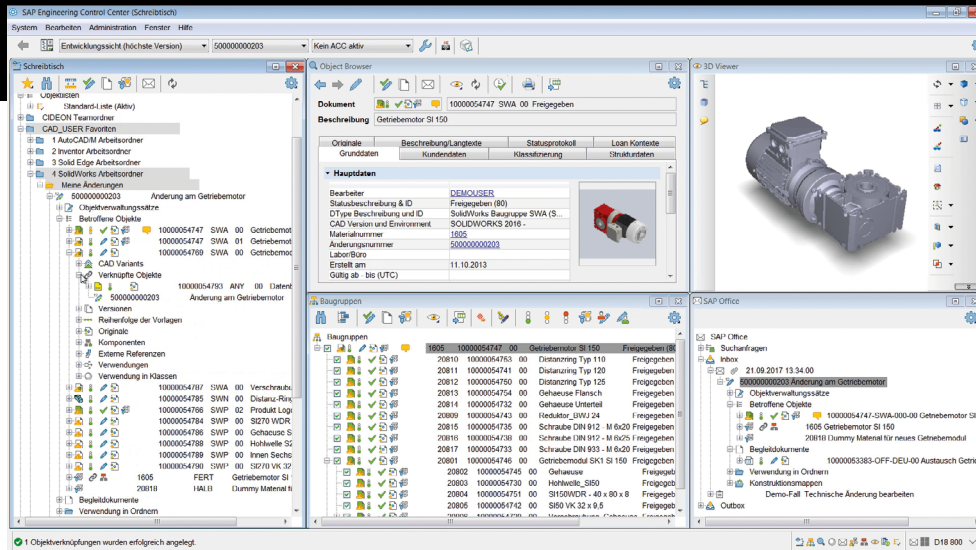 SAP Engineering Control Center (Schreibtisch)
System Bearbeiten Administration Fenster Hilfe
Entwicklungssicht (höchste Version) 500000000203 Kein ACC aktiv
Schreibtisch
Objektlisten
Standard-Liste (Aktiv)
CIDEON Teamordner
CAD_USER Favoriten
1 AutoCAD/M Arbeitsordner
2 Inventor Arbeitsordner
3 Solid Edge Arbeitsordner
4 SolidWorks Arbeitsordner
Meine Änderungen
500000000203 Änderung am Getriebemotor
Objektverwaltungssätze
Betroffene Objekte
10000054747 SWA 00 Getriebemot
10000054747 SWA 01 Getriebemot
10000054769 SWA 00 Getriebemod
CAD Variants
Verknüpfte Objekte
10000054793 ANY 00 Datenb
500000000203 Änderung am Getriebemotor
Versionen
Reihenfolge der Vorlagen
Originale
Komponenten
Externe Referenzen
Verwendungen
Verwendung in Klassen
10000054787 SWA 00 Verschraubu
10000054785 SWN 00 Distanz-Ring
10000054766 SWP 02 Produkt Logo
10000054784 SWP 00 SI270 WDR
10000054786 SWP 00 Gehaeuse S
10000054788 SWP 00 Hohlwelle S2
10000054789 SWP 00 Innen Sechs
10000054790 SWP 00 SI270 VK 32
1605 FERT Getriebemotor SI
20818 HALB Dummy Material f
Begleitdokumente
Verwendung in Ordnern
Object Browser
Dokument 10000054747 SWA 00 Freigegeben
Beschreibung Getriebemotor SI 150
Originale Beschreibung/Langtexte Statusprotokoll Loan Kontexte
Grunddaten Kundendaten Klassifizierung Strukturdaten
Hauptdaten
Bearbeiter DEMOUSER
Statusbeschreibung & ID Freigegeben (80)
DType Beschreibung und ID SolidWorks Baugruppe SWA (S...
CAD Version und Environment SOLIDWORKS 2016 -
Materialnummer 1605
Änderungsnummer 500000000203
Labor/Büro
Erstellt am 11.10.2013
Gültig ab - bis (UTC)
Baugruppen
Baugruppen
1605 10000054747 00 Getriebemotor SI 150 Freigegeben (80
20810 10000054763 00 Distanzring Typ 110 Freigegeben
20811 10000054741 00 Distanzring Typ 120 Freigegeben
20812 10000054750 00 Distanzring Typ 125 Freigegeben
20813 10000054754 00 Gehaeuse Flansch Freigegeben
20814 10000054732 00 Gehaeuse Unterteil Freigegeben
20809 10000054743 00 Reduktor_BWJ 24 Freigegeben
20815 10000054735 00 Schraube DIN 912 - M 6x20 Freigegeben
20816 10000054738 00 Schraube DIN 912 - M 6x25 Freigegeben
20817 10000054733 00 Schraube DIN 933 - M 6x20 Freigegeben
20801 10000054746 00 Getriebemodul SK1 SI 150 Freigegeben
20802 10000054745 00 Gehaeuse Freigegeb
20803 10000054730 00 Hohlwelle_SI50 Freigegeb
20804 10000054751 00 SI150WDR - 40 x 80 x 8 Freigegeb
20805 10000054742 00 SI50 VK 32 x 9,5 Freigegeb
3D Viewer
SAP Office
SAP Office
Suchanfragen
Inbox
21.09.2017 13.34.00
500000000203 Änderung am Getriebemotor
Objektverwaltungssätze
Betroffene Objekte
10000054747-SWA-000-00 Getriebemotor SI
1605 Getriebemotor SI 150
20818 Dummy Material für neues Getriebemodul
Begleitdokumente
10000053383-OFF-DEU-00 Austausch Getrie
Verwendung in Ordnern
Konstruktionsmappen
Demo-Fall Technische Änderung bearbeiten
Outbox
1 Objektverknüpfungen wurden erfolgreich angelegt.
D18 800